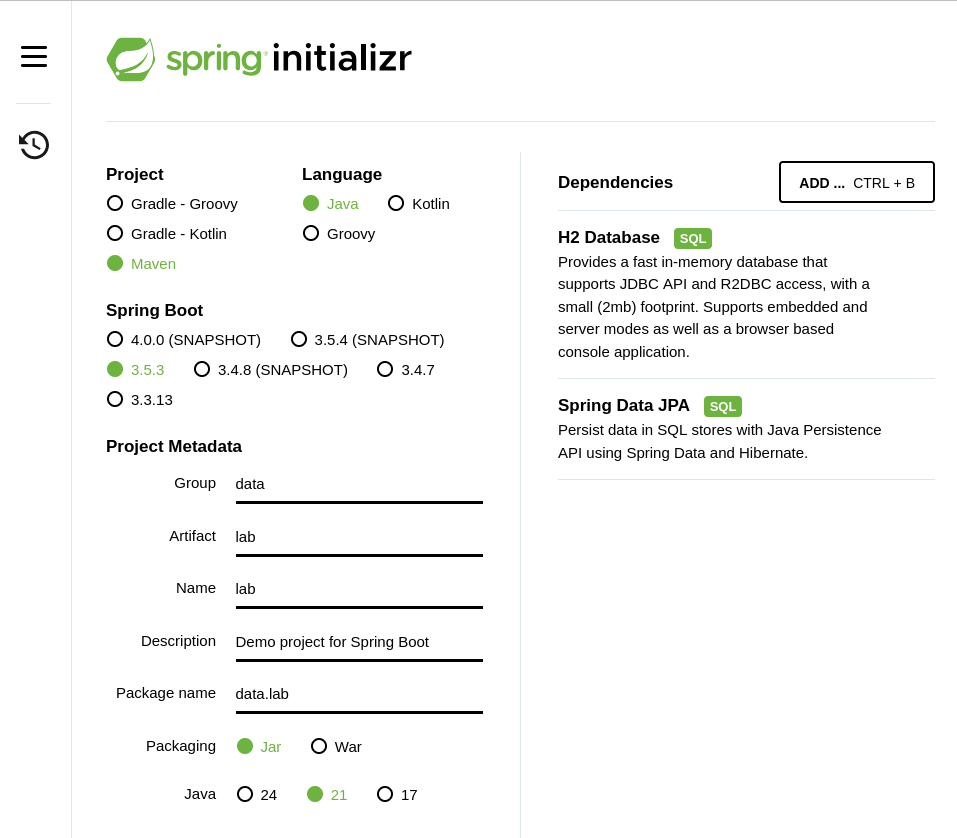 spring initializr
Project
Gradle - Groovy
Gradle - Kotlin
Maven
Language
Java Kotlin
Groovy
Spring Boot
4.0.0 (SNAPSHOT) 3.5.4 (SNAPSHOT)
3.5.3 3.4.8 (SNAPSHOT) 3.4.7
3.3.13
Project Metadata
Group data
Artifact lab
Name lab
Description Demo project for Spring Boot
Package name data.lab
Packaging Jar War
Java 24 21 17
Dependencies ADD ... CTRL + B
H2 Database SQL
Provides a fast in-memory database that
supports JDBC API and R2DBC access, with a
small (2mb) footprint. Supports embedded and
server modes as well as a browser based
console application.
Spring Data JPA SQL
Persist data in SQL stores with Java Persistence
API using Spring Data and Hibernate.